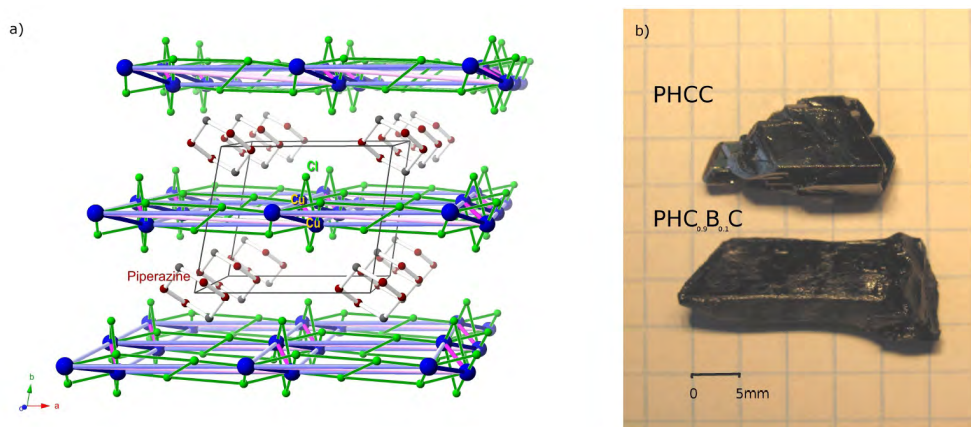 a)
Cl
Cu
Cu
Piperazine
b
c
a
b)
PHCC
PHC₀.₉B₀.₁C
0 5mm